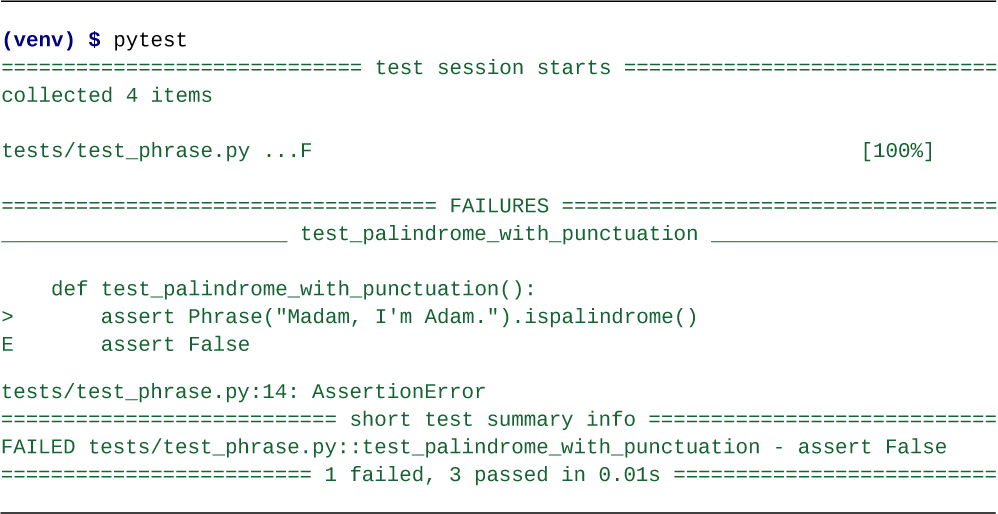 (venv) $ pytest
============================= test session starts ==============================
collected 4 items
tests/test_phrase.py ...F                                            [100%]
=================================== FAILURES ===================================
_______________________ test_palindrome_with_punctuation _______________________
    def test_palindrome_with_punctuation():
>       assert Phrase("Madam, I'm Adam.").ispalindrome()
E       assert False
tests/test_phrase.py:14: AssertionError
=========================== short test summary info ============================
FAILED tests/test_phrase.py::test_palindrome_with_punctuation - assert False
========================= 1 failed, 3 passed in 0.01s ==========================